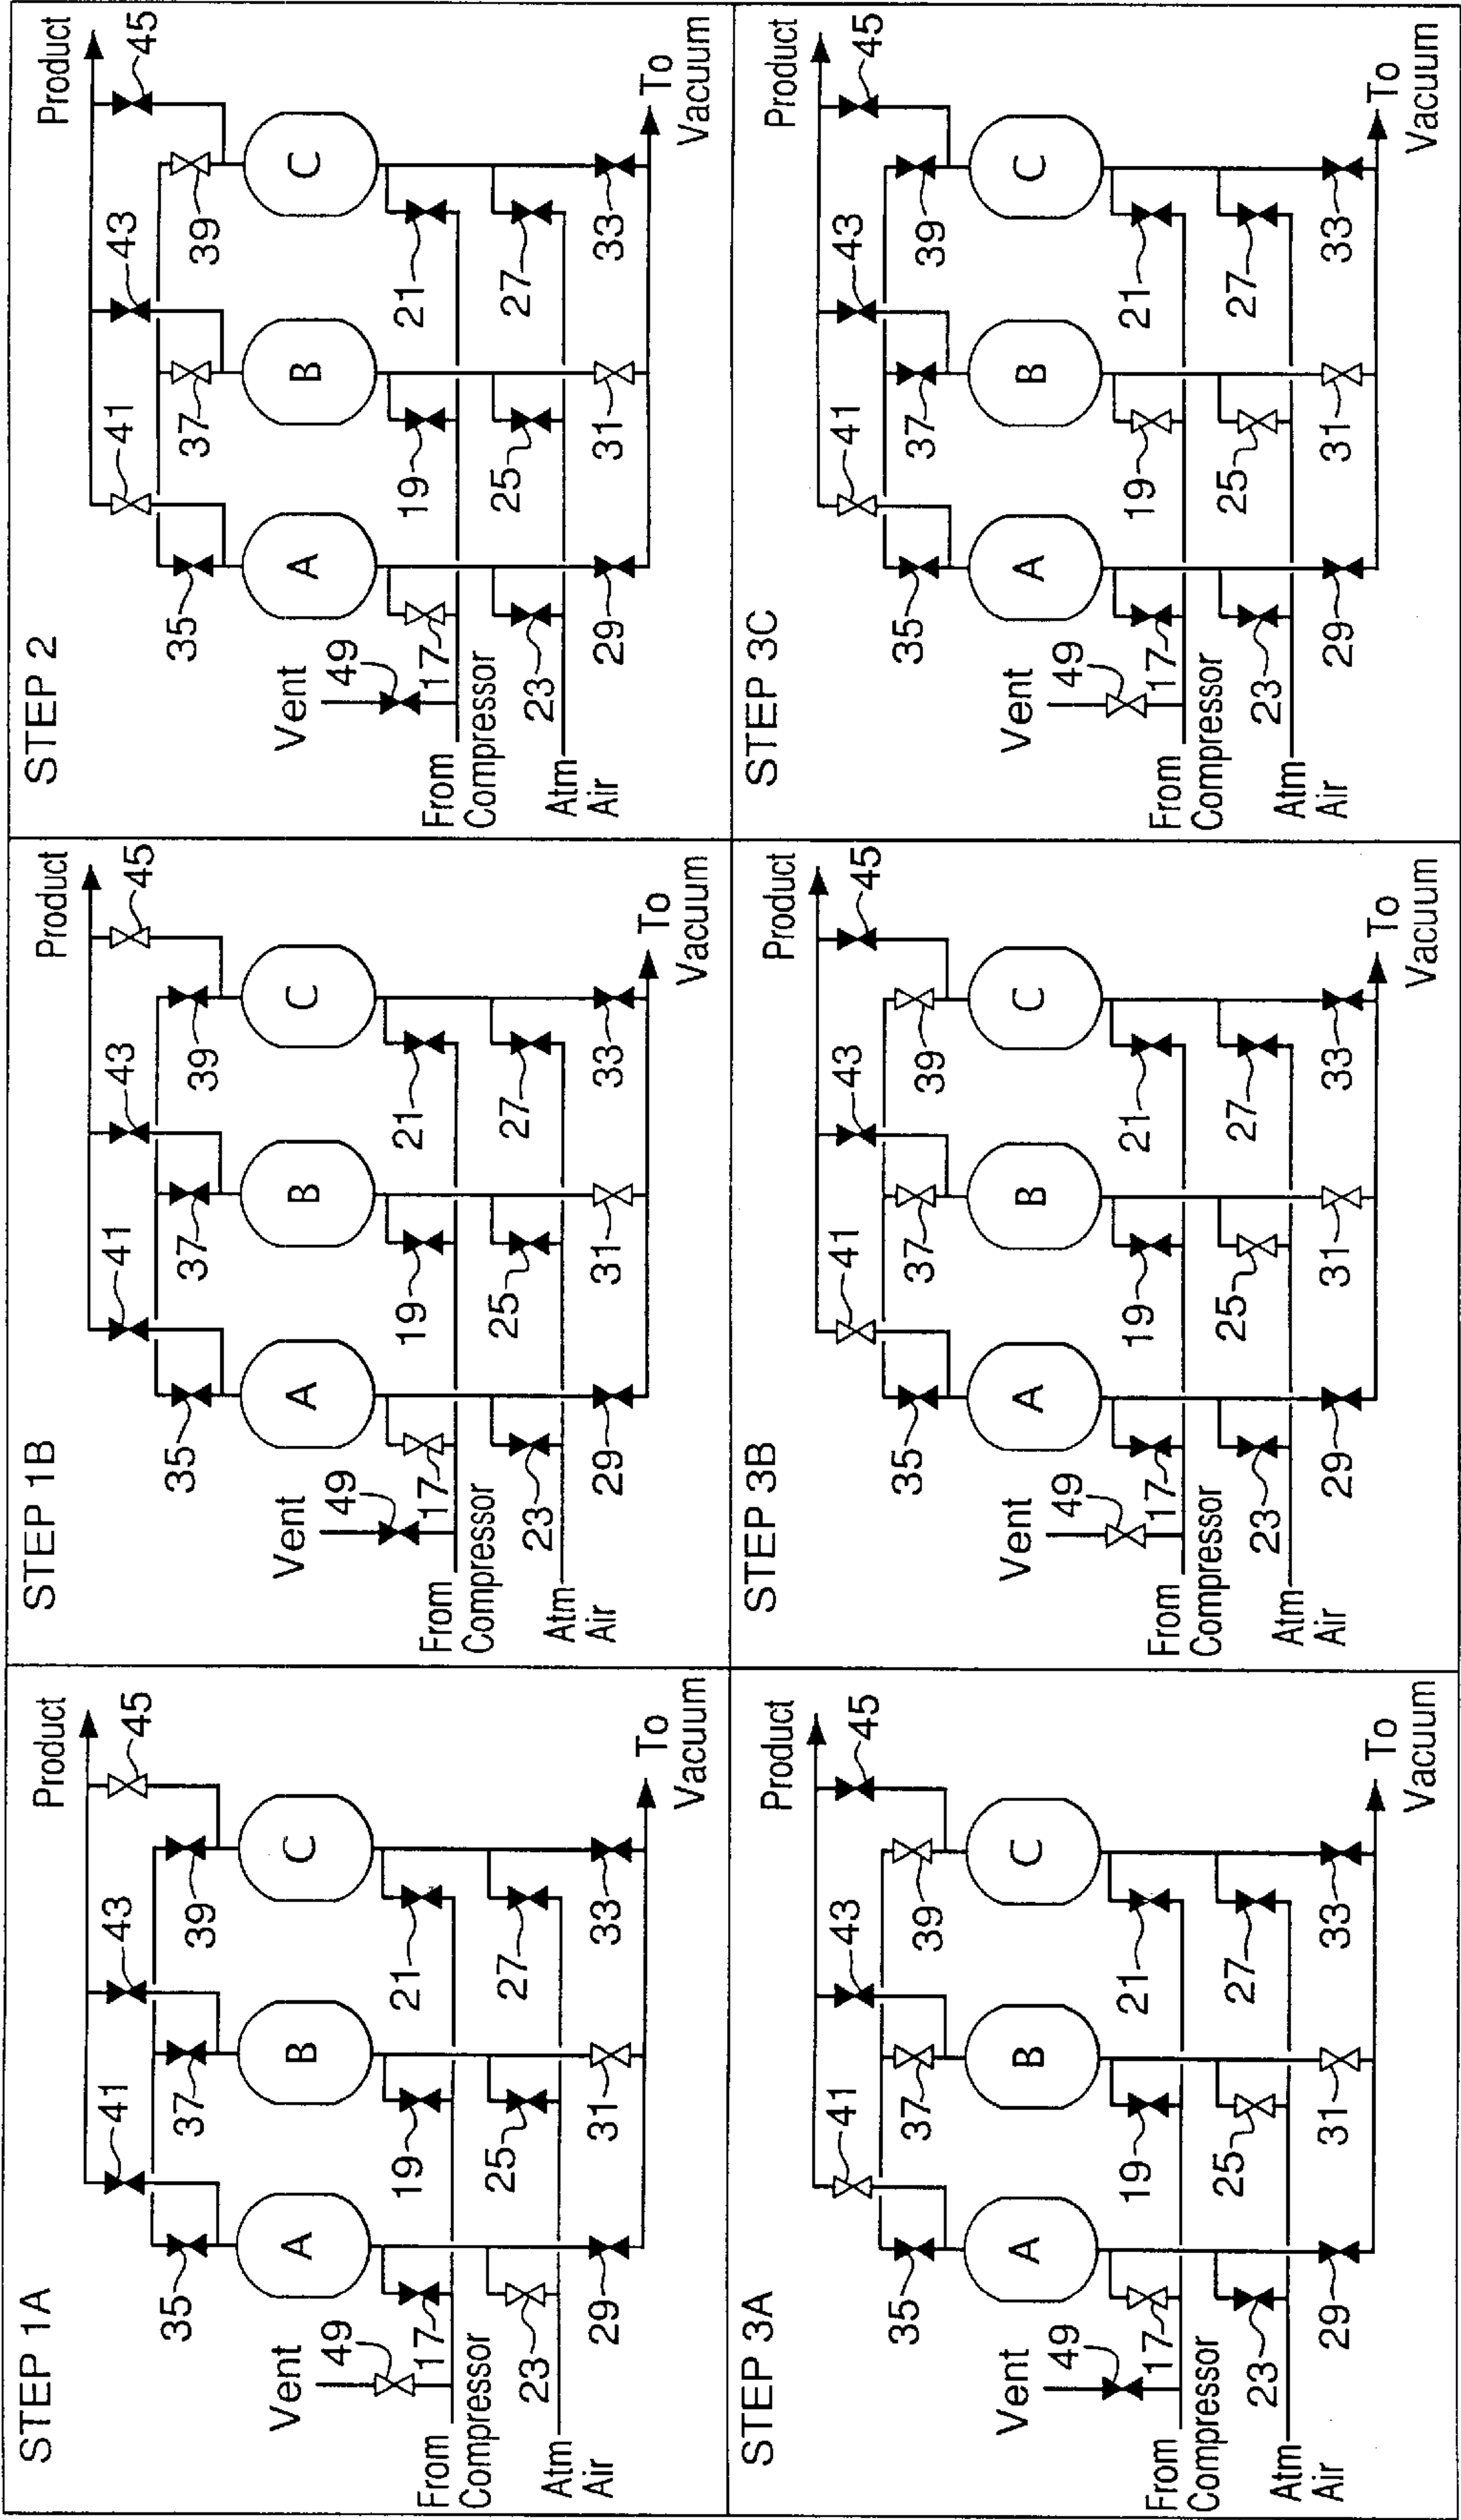 STEP 1A
Product
45
41
43
35
37
39
A
B
C
Vent
49
17
19
21
From
Compressor
23
25
27
Atm
Air
29
31
33
To
Vacuum
STEP 1B
Product
45
41
43
35
37
39
A
B
C
Vent
49
17
19
21
From
Compressor
23
25
27
Atm
Air
29
31
33
To
Vacuum
STEP 2
Product
45
41
43
35
37
39
A
B
C
Vent
49
17
19
21
From
Compressor
23
25
27
Atm
Air
29
31
33
To
Vacuum
STEP 3A
Product
45
41
43
35
37
39
A
B
C
Vent
49
17
19
21
From
Compressor
23
25
27
Atm
Air
29
31
33
To
Vacuum
STEP 3B
Product
45
41
43
35
37
39
A
B
C
Vent
49
17
19
21
From
Compressor
23
25
27
Atm
Air
29
31
33
To
Vacuum
STEP 3C
Product
45
41
43
35
37
39
A
B
C
Vent
49
17
19
21
From
Compressor
23
25
27
Atm
Air
29
31
33
To
Vacuum